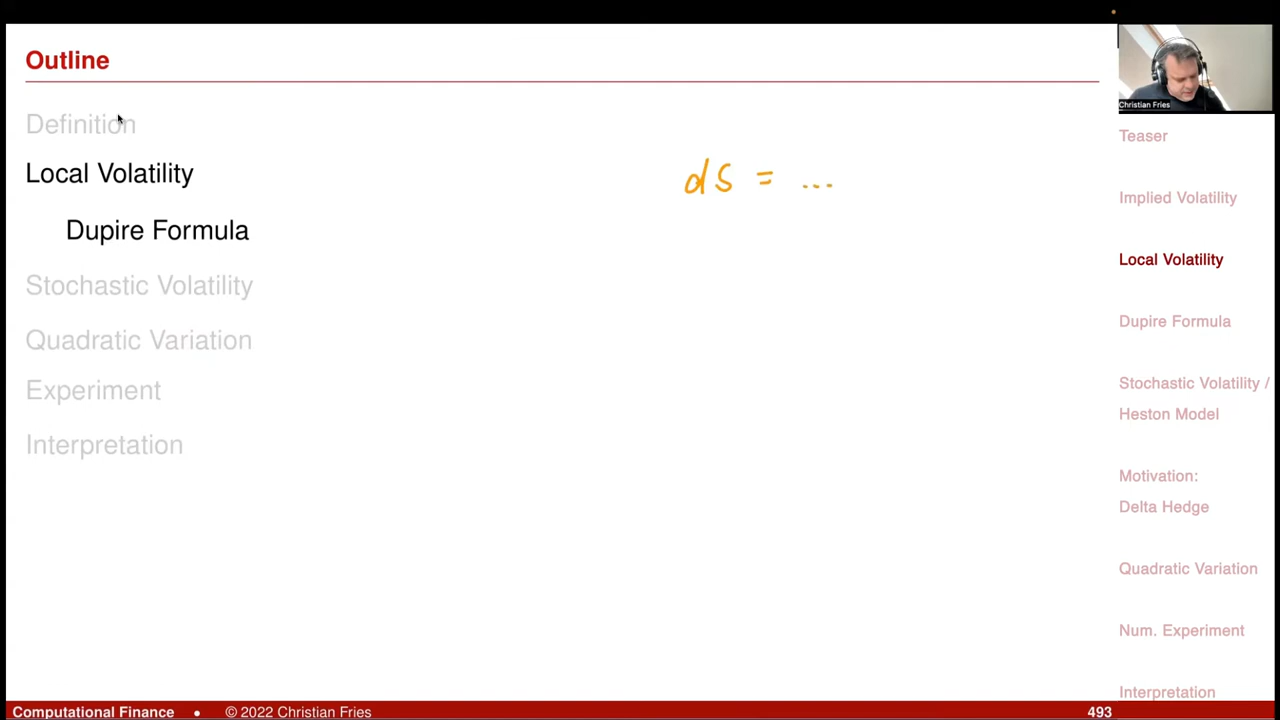 Outline
Definition
Local Volatility
Dupire Formula
Stochastic Volatility
Quadratic Variation
Experiment
Interpretation
dS = ...
Christian Fries
Teaser
Implied Volatility
Local Volatility
Dupire Formula
Stochastic Volatility /
Heston Model
Motivation:
Delta Hedge
Quadratic Variation
Num. Experiment
Interpretation
Computational Finance • © 2022 Christian Fries 493